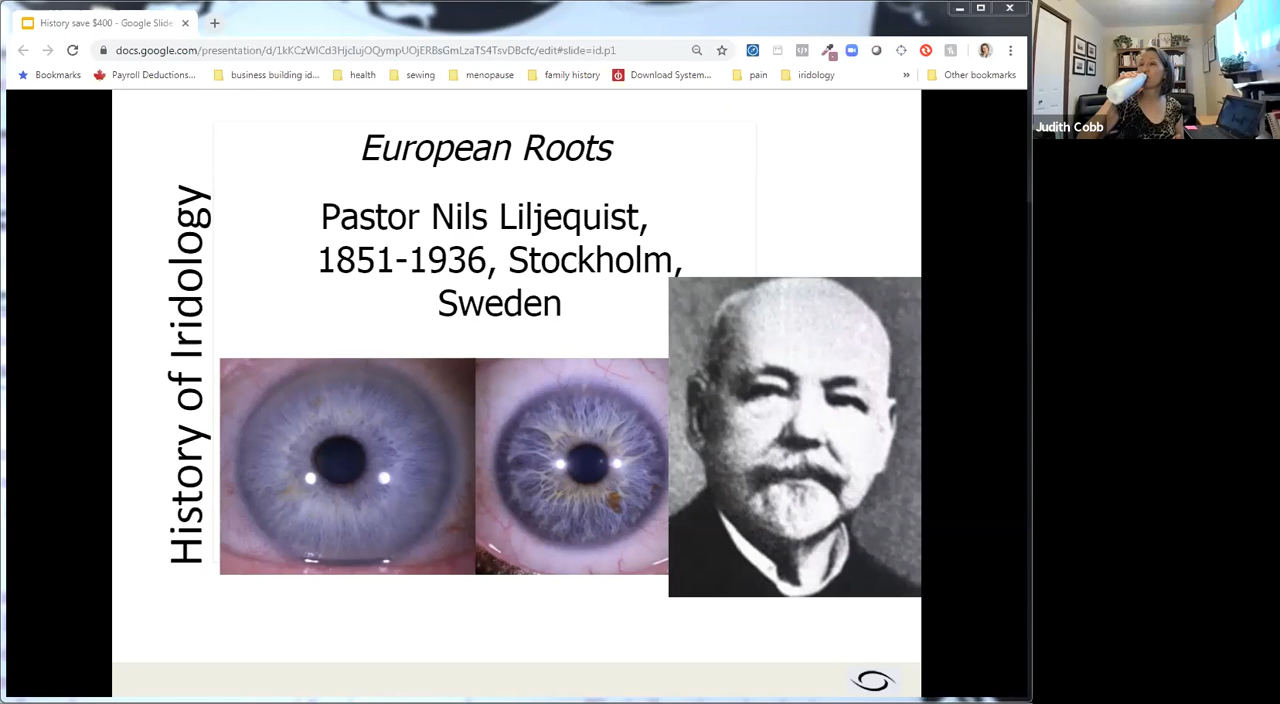 History save $400 - Google Slide
docs.google.com/presentation/d/1kKCzWICd3HjcIujOQympUOjERBsGmLzaTS4TsvDBcfc/edit#slide=id.p1
Bookmarks
Payroll Deductions...
business building id...
health
sewing
menopause
family history
Download System...
pain
iridology
»
Other bookmarks
Judith Cobb
History of Iridology
European Roots
Pastor Nils Liljequist,
1851-1936, Stockholm,
Sweden